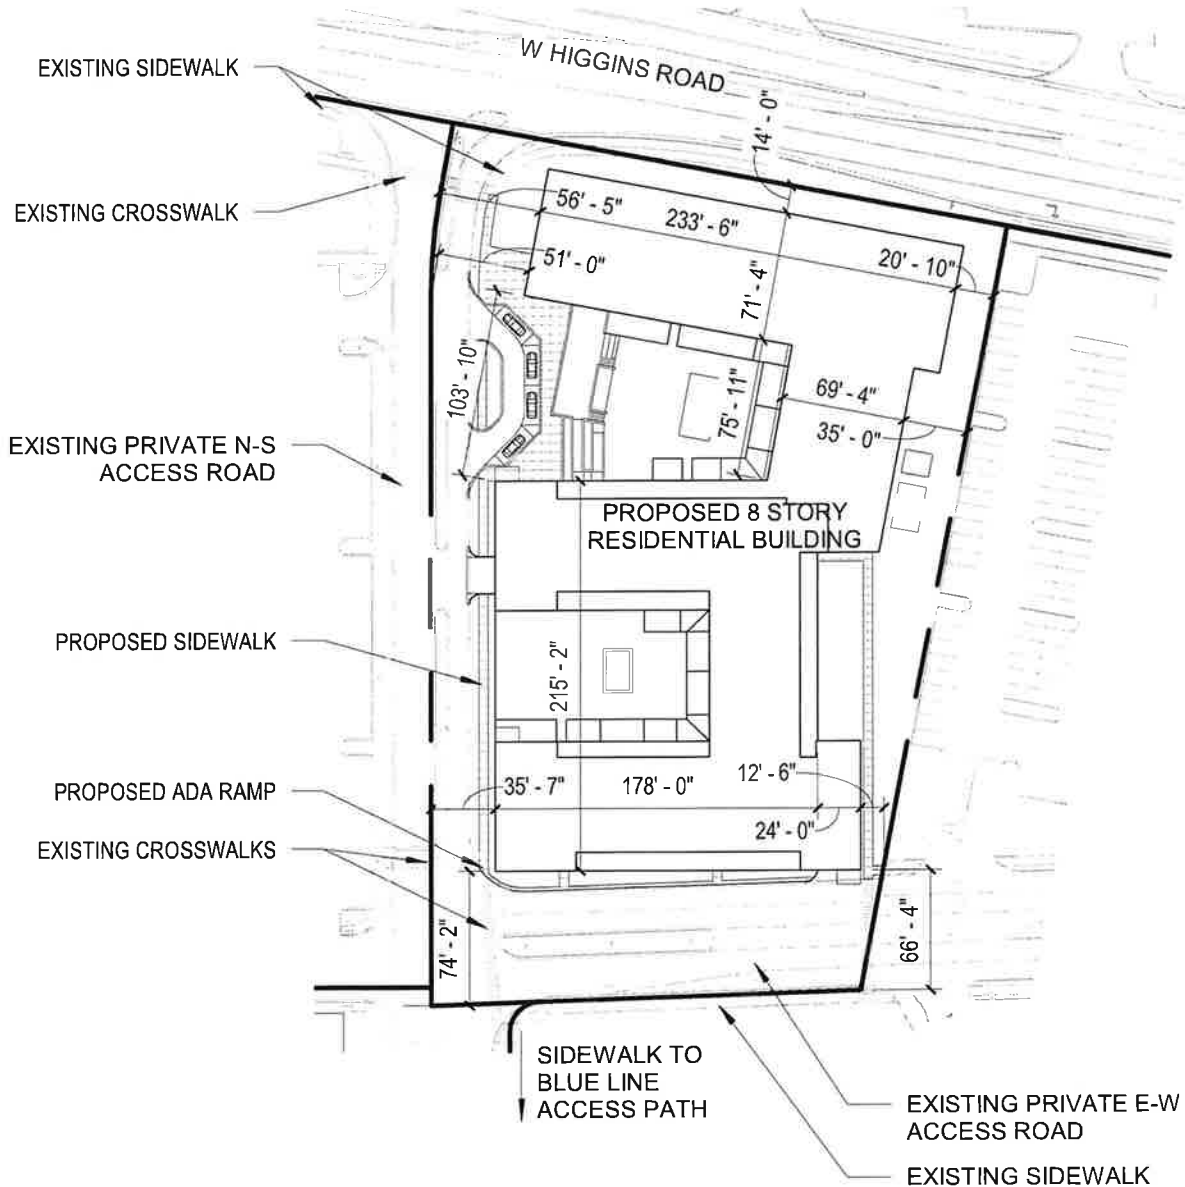 W HIGGINS ROAD
EXISTING SIDEWALK
14' - 0"
EXISTING CROSSWALK
56' - 5"
233' - 6"
51' - 0"
20' - 10"
71' - 4"
103' - 10"
75' - 11"
69' - 4"
35' - 0"
EXISTING PRIVATE N-S
ACCESS ROAD
PROPOSED 8 STORY
RESIDENTIAL BUILDING
PROPOSED SIDEWALK
215' - 2"
PROPOSED ADA RAMP
35' - 7"
178' - 0"
12' - 6"
24' - 0"
EXISTING CROSSWALKS
74' - 2"
66' - 4"
SIDEWALK TO
BLUE LINE
ACCESS PATH
EXISTING PRIVATE E-W
ACCESS ROAD
EXISTING SIDEWALK